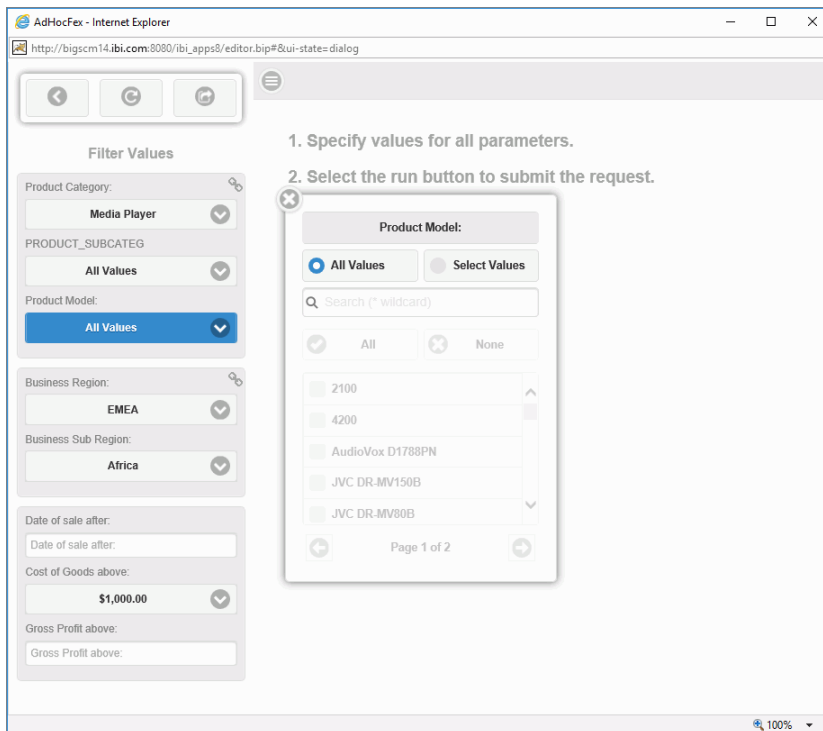 AdHocFex - Internet Explorer
http://bigscm14.ibi.com:8080/ibi_apps8/editor.bip#&ui-state=dialog
Filter Values
Product Category:
Media Player
PRODUCT_SUBCATEG
All Values
Product Model:
All Values
Business Region:
EMEA
Business Sub Region:
Africa
Date of sale after:
Date of sale after:
Cost of Goods above:
$1,000.00
Gross Profit above:
Gross Profit above:
1. Specify values for all parameters.
2. Select the run button to submit the request.
Product Model:
All Values Select Values
Search (* wildcard)
All None
2100
4200
AudioVox D1788PN
JVC DR-MV150B
JVC DR-MV80B
Page 1 of 2
100%